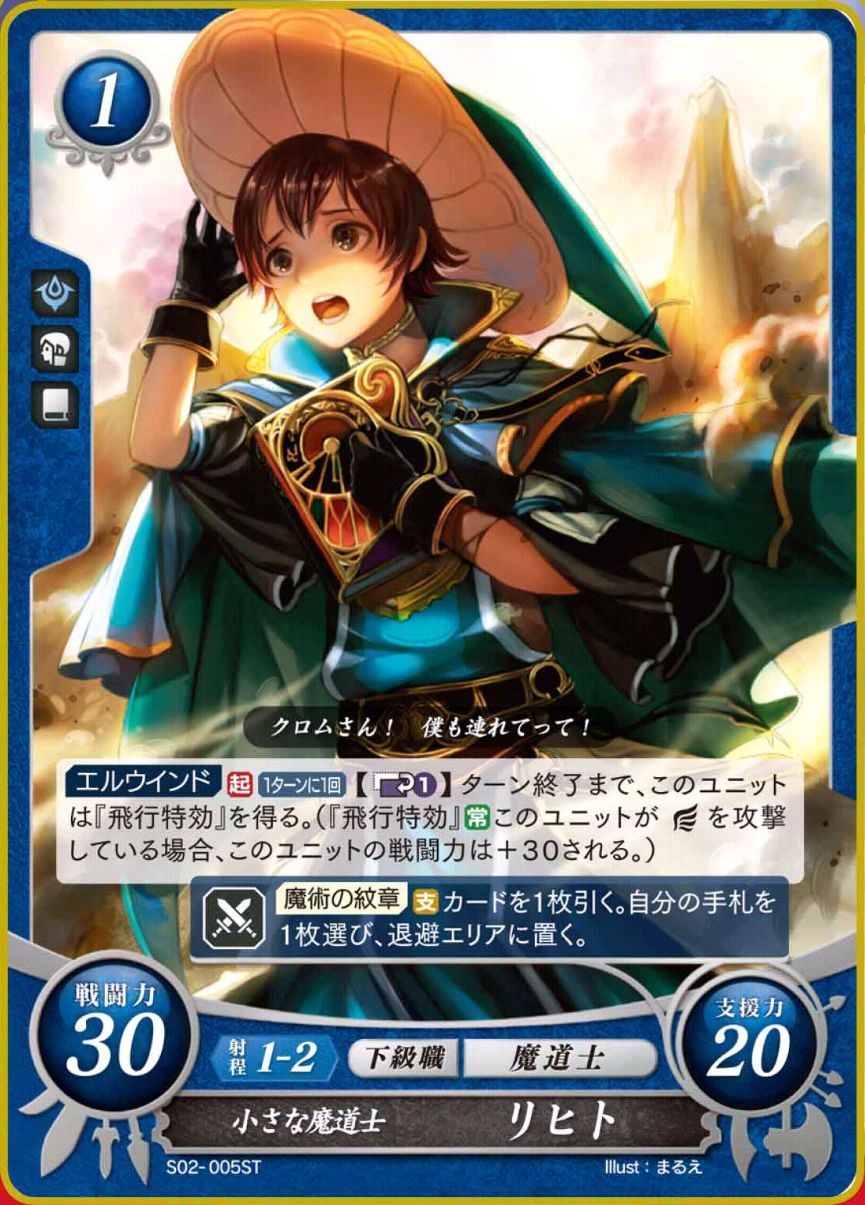 1
クロムさん！ 僕も連れてって！
エルウインド 起 1ターンに1回 【 1 】 ターン終了まで、このユニット
は『飛行特効』を得る。（『飛行特効』常このユニットが を攻撃
している場合、このユニットの戦闘力は＋30される。）
魔術の紋章 支 カードを1枚引く。自分の手札を
1枚選び、退避エリアに置く。
戦闘力
30
射程 1-2 下級職 魔道士
支援力
20
小さな魔道士 リヒト
S02-005ST Illust：まるえ